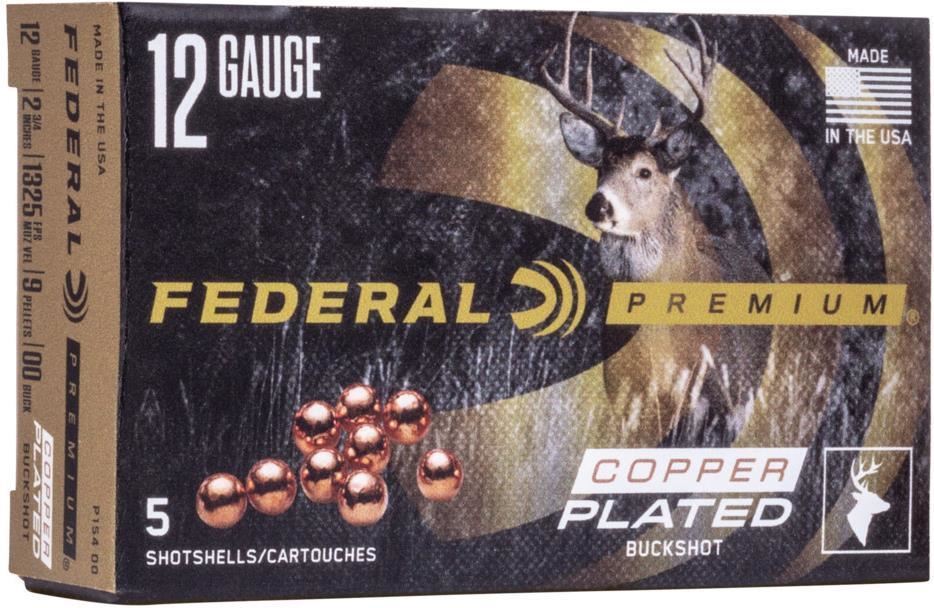 12 GAUGE
MADE
IN THE USA
FEDERAL PREMIUM®
COPPER
PLATED
BUCKSHOT
5
SHOTSHELLS/CARTOUCHES
MADE IN THE USA
P154 00
FEDERAL PREMIUM®
12 GAUGE | 2 3/4 INCHES | 1325 FPS MUZ VEL | 9 PELLETS | 00 BUCK
COPPER
PLATED
BUCKSHOT